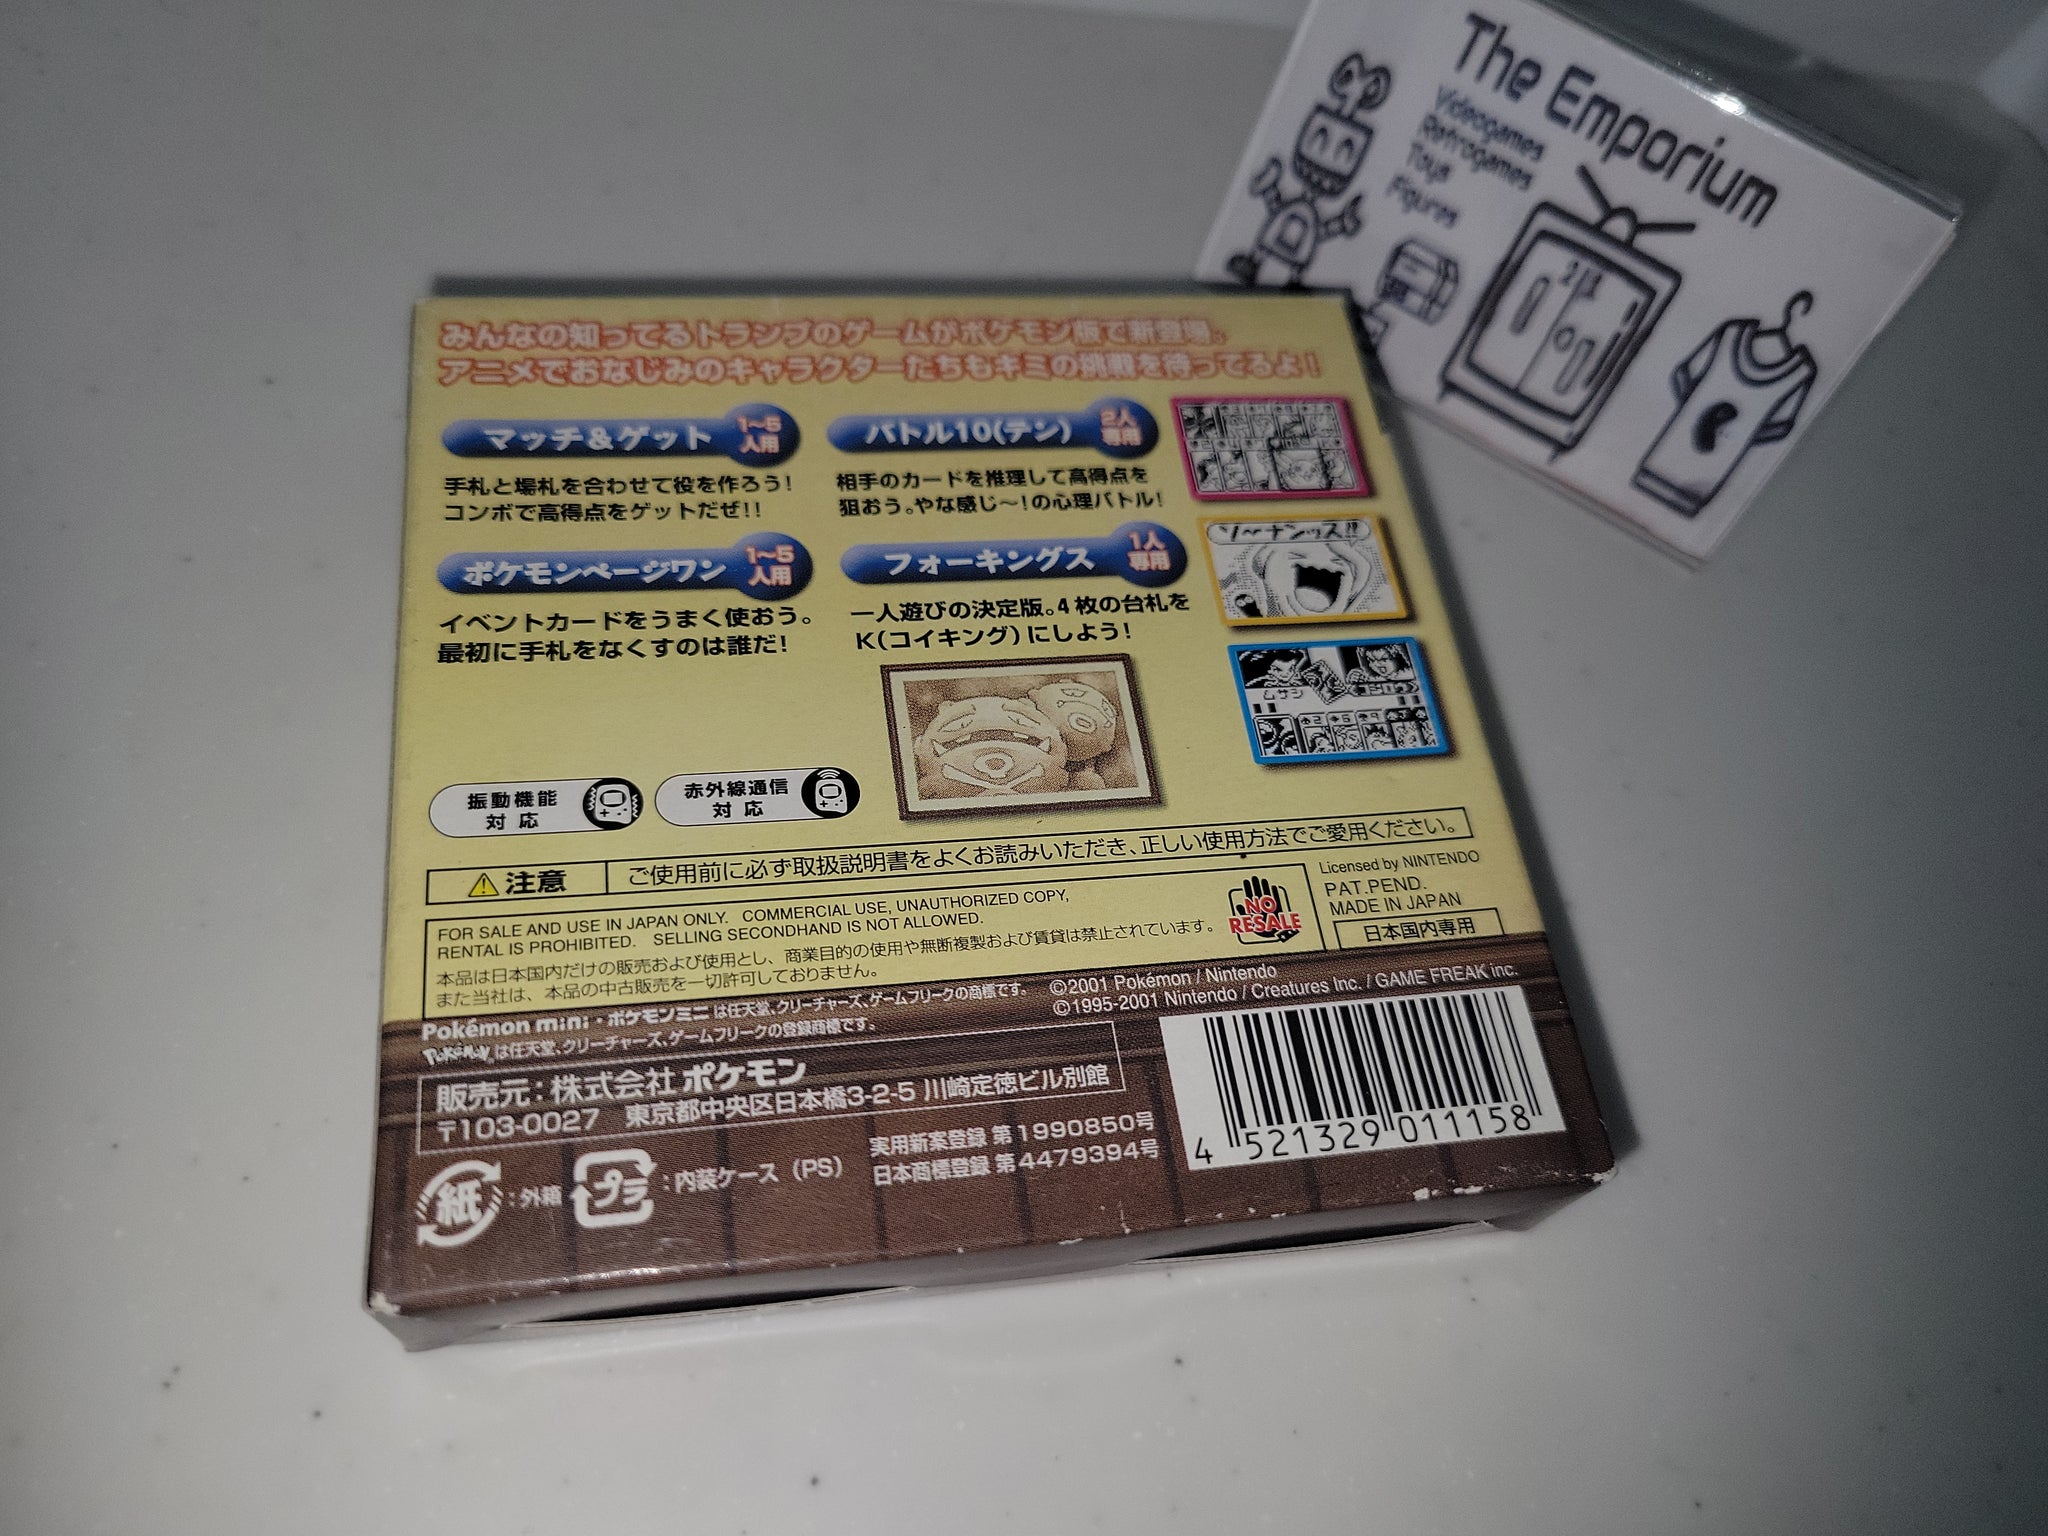 The Emporium
Videogames
Retrogames
Toys
Figures
みんなの知ってるトランプのゲームがポケモン版で新登場。
アニメでおなじみのキャラクターたちもキミの挑戦を待ってるよ！
マッチ&ゲット 1〜5人用
手札と場札を合わせて役を作ろう！
コンボで高得点をゲットだぜ!!
バトル10(テン) 2人専用
相手のカードを推理して高得点を
狙おう。やな感じ〜！の心理バトル！
ポケモンページワン 1〜5人用
イベントカードをうまく使おう。
最初に手札をなくすのは誰だ！
フォーキングス 1人専用
一人遊びの決定版。4枚の台札を
K(コイキング)にしよう！
ソ〜ナンッス!!
ムサシ
振動機能
対応
赤外線通信
対応
注意 ご使用前に必ず取扱説明書をよくお読みいただき、正しい使用方法でご愛用ください。
FOR SALE AND USE IN JAPAN ONLY. COMMERCIAL USE, UNAUTHORIZED COPY,
RENTAL IS PROHIBITED. SELLING SECONDHAND IS NOT ALLOWED.
本品は日本国内だけの販売および使用とし、商業目的の使用や無断複製および賃貸は禁止されています。
また当社は、本品の中古販売を一切許可しておりません。
NO
RESALE
Licensed by NINTENDO
PAT.PEND.
MADE IN JAPAN
日本国内専用
Pokémon mini・ポケモンミニは任天堂、クリーチャーズ、ゲームフリークの商標です。
Pokémonは任天堂、クリーチャーズ、ゲームフリークの登録商標です。
©2001 Pokémon / Nintendo
©1995-2001 Nintendo / Creatures Inc. / GAME FREAK inc.
販売元：株式会社ポケモン
〒103-0027 東京都中央区日本橋3-2-5 川崎定徳ビル別館
紙：外箱 プラ：内装ケース（PS）
実用新案登録 第1990850号
日本商標登録 第4479394号
4 521329 011158